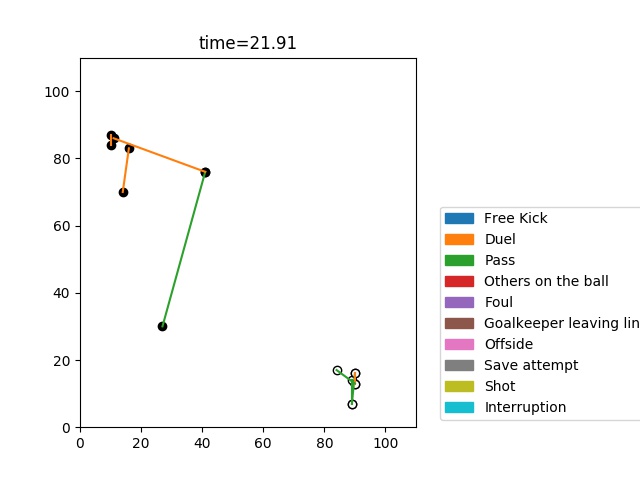 time=21.91
100
80
60
40
20
0
0 20 40 60 80 100
Free Kick
Duel
Pass
Others on the ball
Foul
Goalkeeper leaving lin
Offside
Save attempt
Shot
Interruption